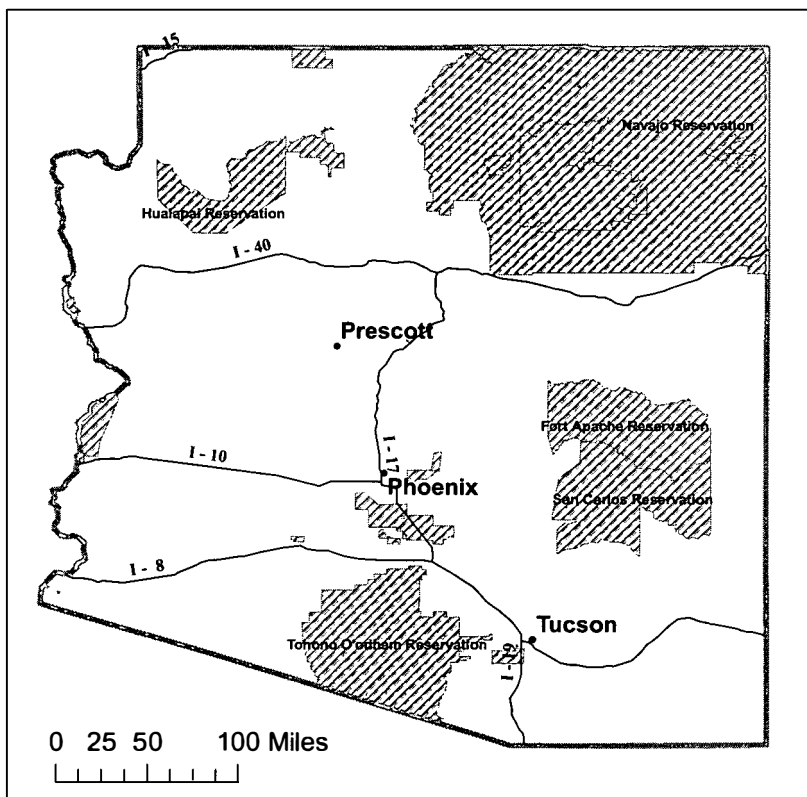 I - 15
Navajo Reservation
Hualapai Reservation
I - 40
Prescott
Fort Apache Reservation
I - 10
I - 17
Phoenix
San Carlos Reservation
I - 8
Tucson
Tohono O'odham Reservation
I - 19
0 25 50 100 Miles